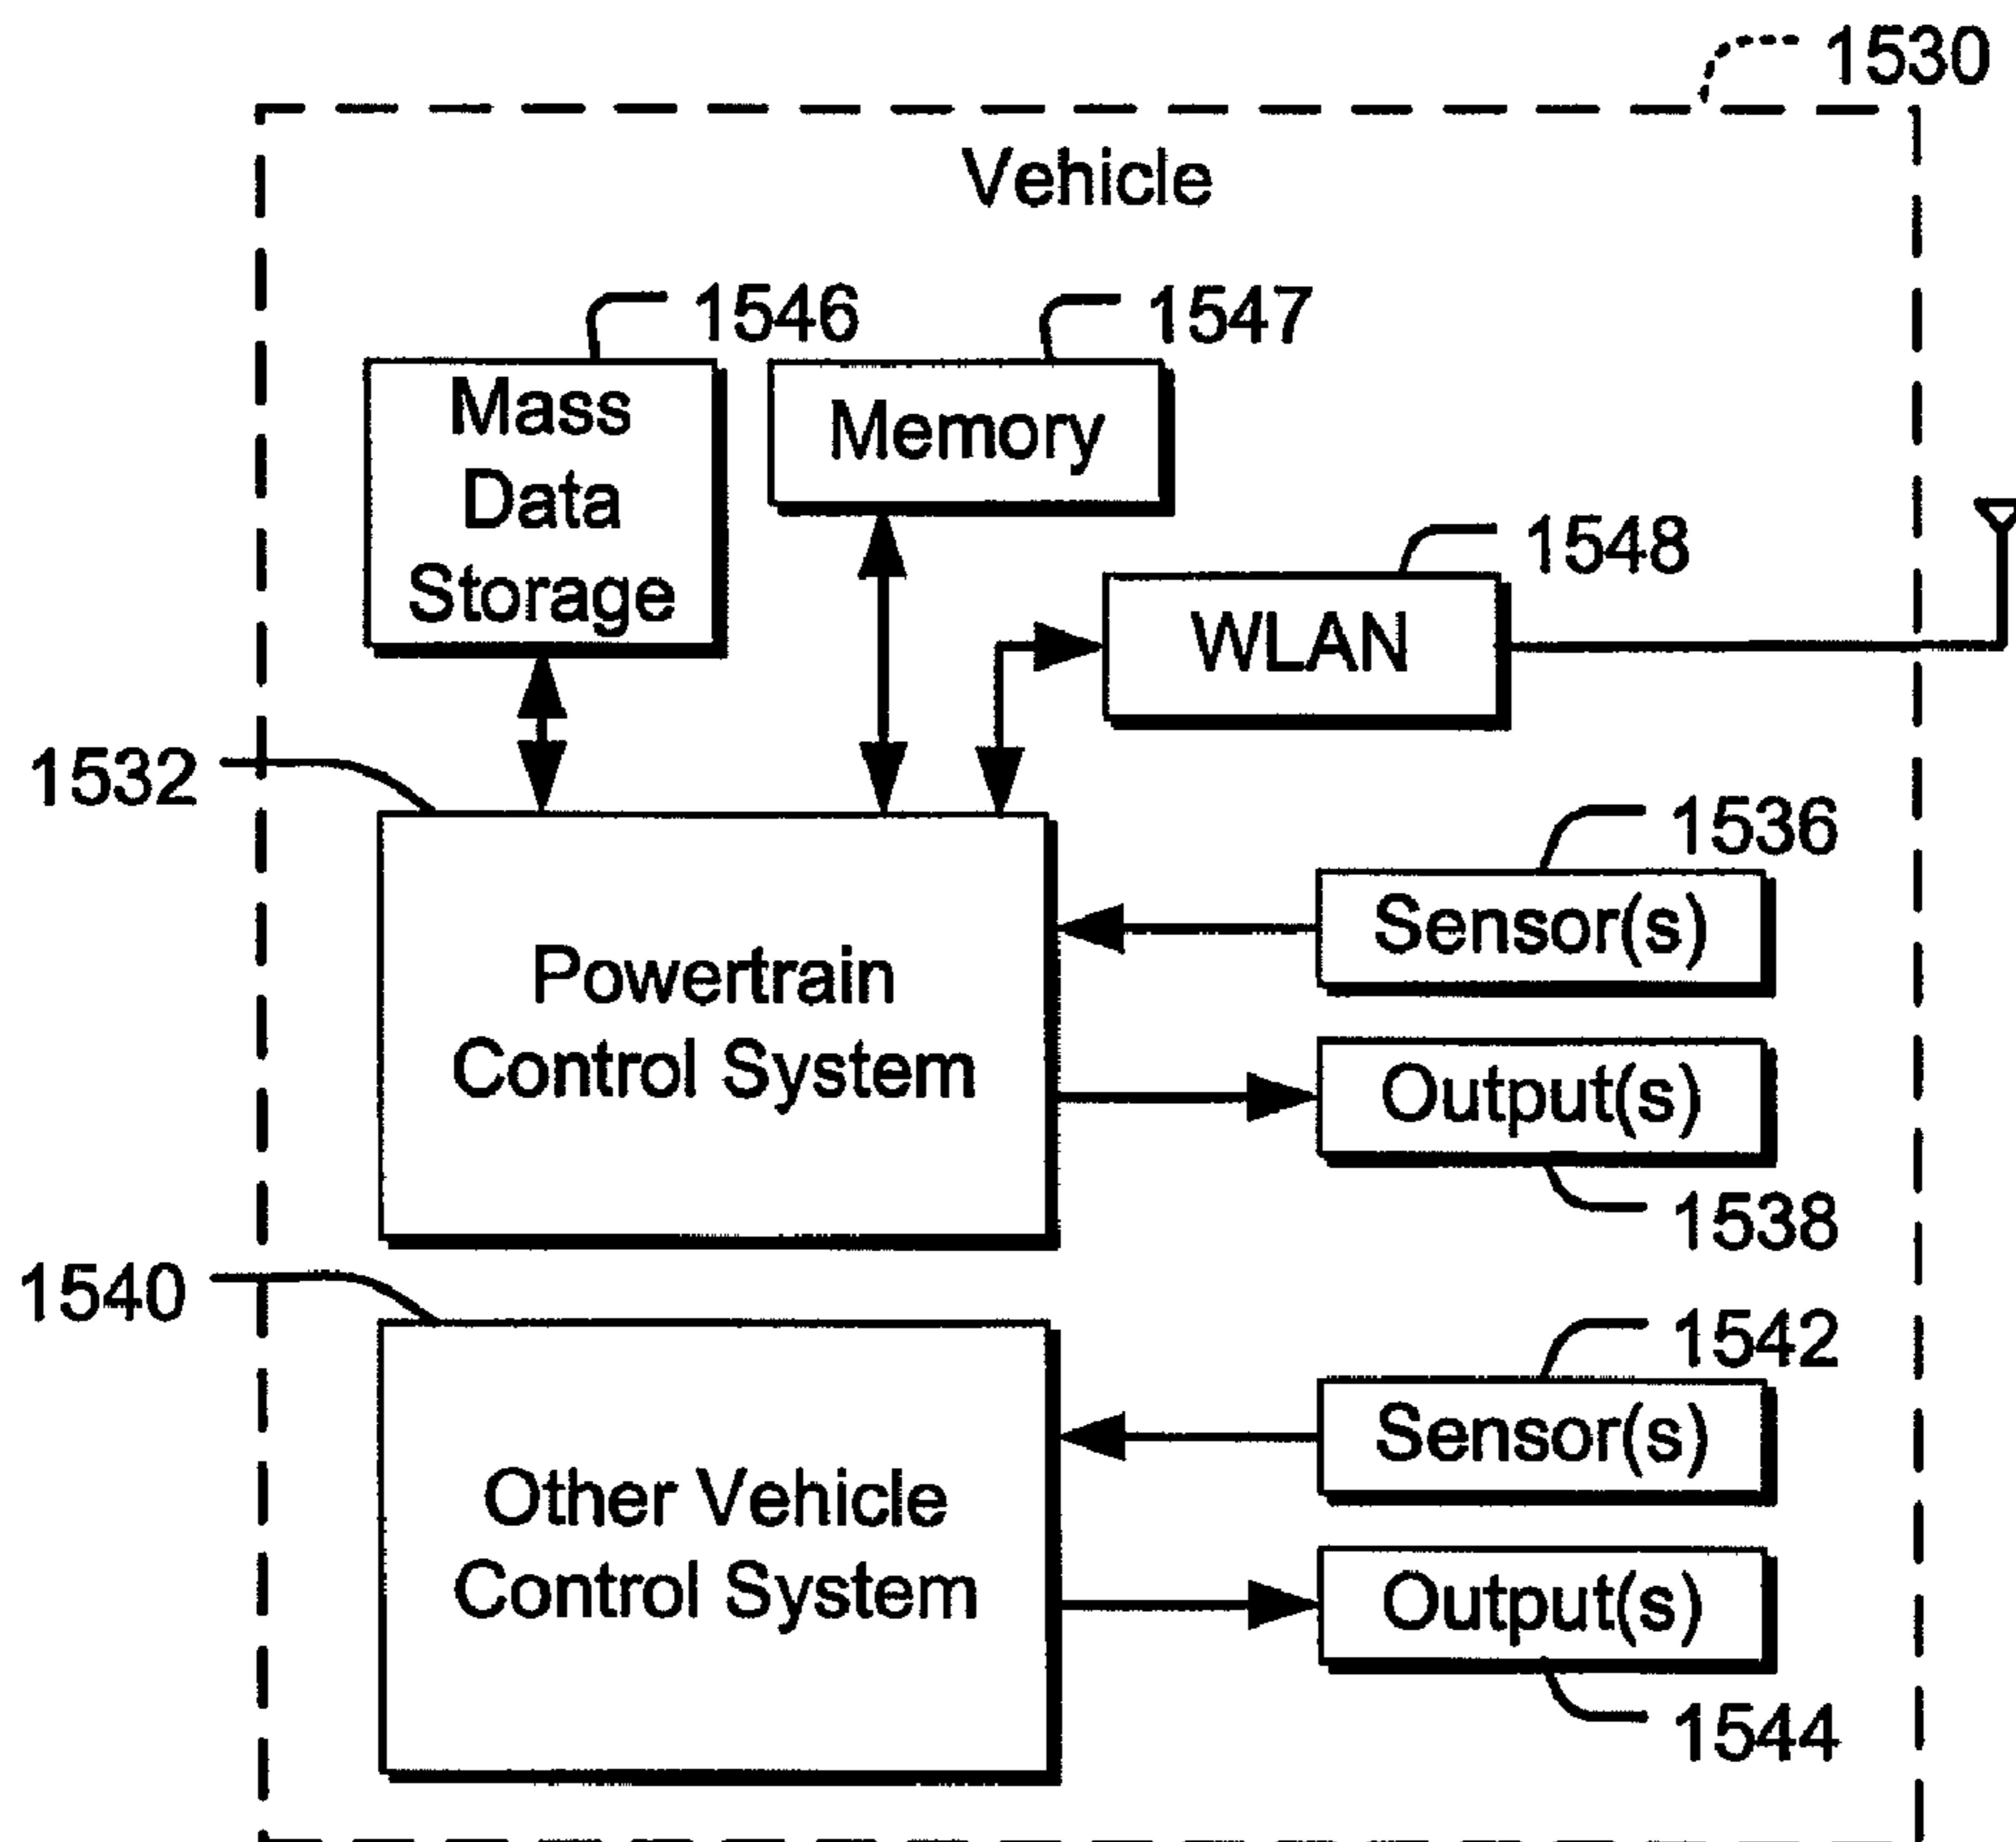 1530
Vehicle
1546
1547
Mass
Data
Storage
Memory
1548
WLAN
1532
1536
Sensor(s)
Powertrain
Control System
Output(s)
1538
1540
1542
Sensor(s)
Other Vehicle
Control System
Output(s)
1544